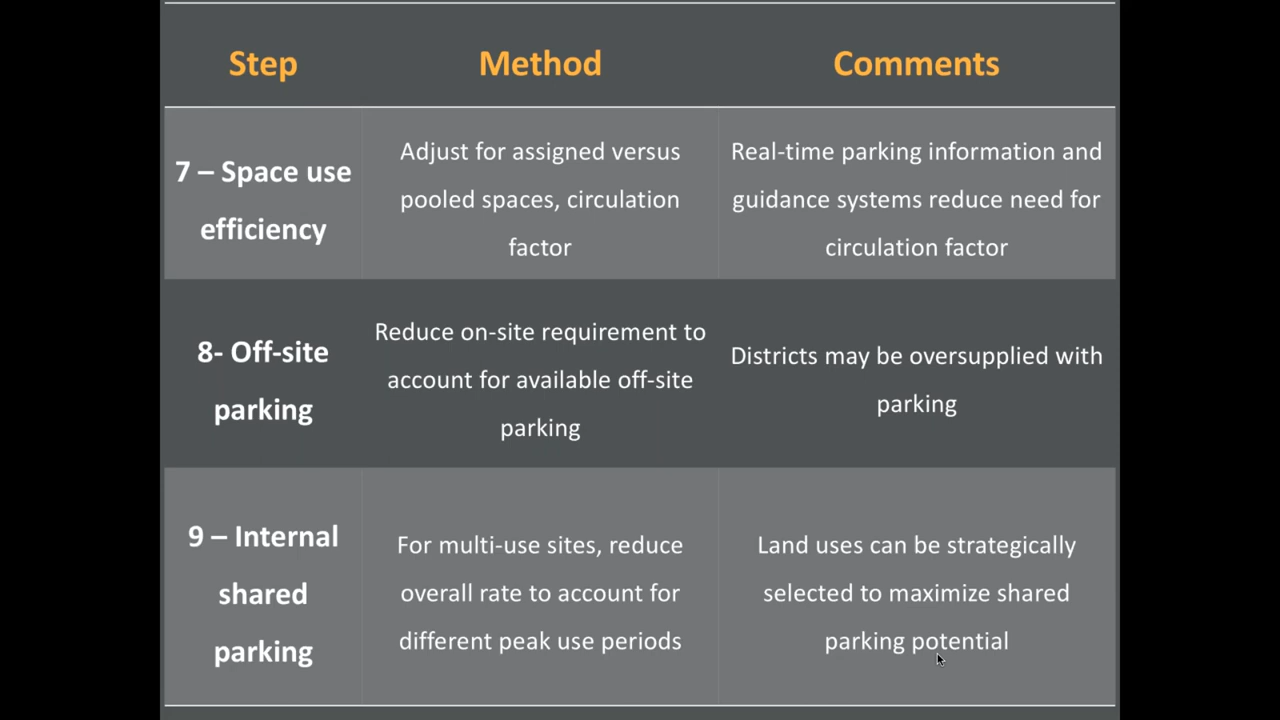 Step
Method
Comments
7 – Space use
efficiency
Adjust for assigned versus
pooled spaces, circulation
factor
Real-time parking information and
guidance systems reduce need for
circulation factor
8- Off-site
parking
Reduce on-site requirement to
account for available off-site
parking
Districts may be oversupplied with
parking
9 – Internal
shared
parking
For multi-use sites, reduce
overall rate to account for
different peak use periods
Land uses can be strategically
selected to maximize shared
parking potential